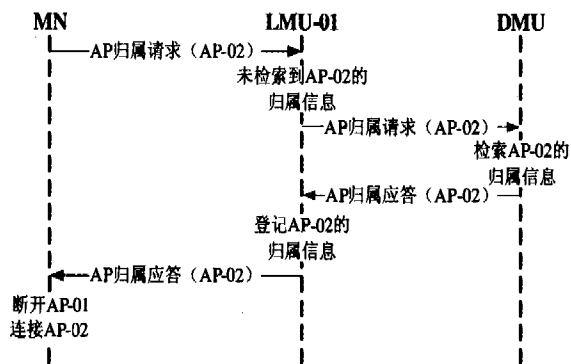 MN LMU-01 DMU
AP归属请求（AP-02）
未检索到AP-02的
归属信息
AP归属请求（AP-02）
检索AP-02的
归属信息
AP归属应答（AP-02）
登记AP-02的
归属信息
AP归属应答（AP-02）
断开AP-01
连接AP-02